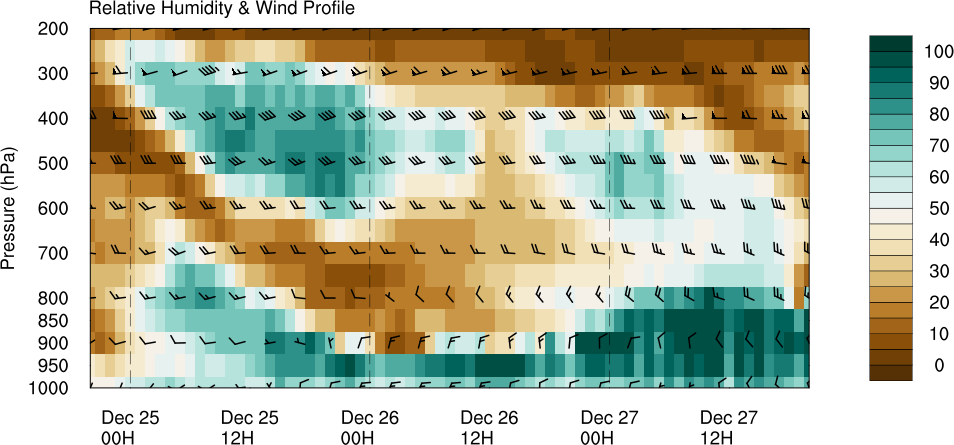 Relative Humidity & Wind Profile
Pressure (hPa)
200
300
400
500
600
700
800
850
900
950
1000
Dec 25 00H
Dec 25 12H
Dec 26 00H
Dec 26 12H
Dec 27 00H
Dec 27 12H
100
90
80
70
60
50
40
30
20
10
0